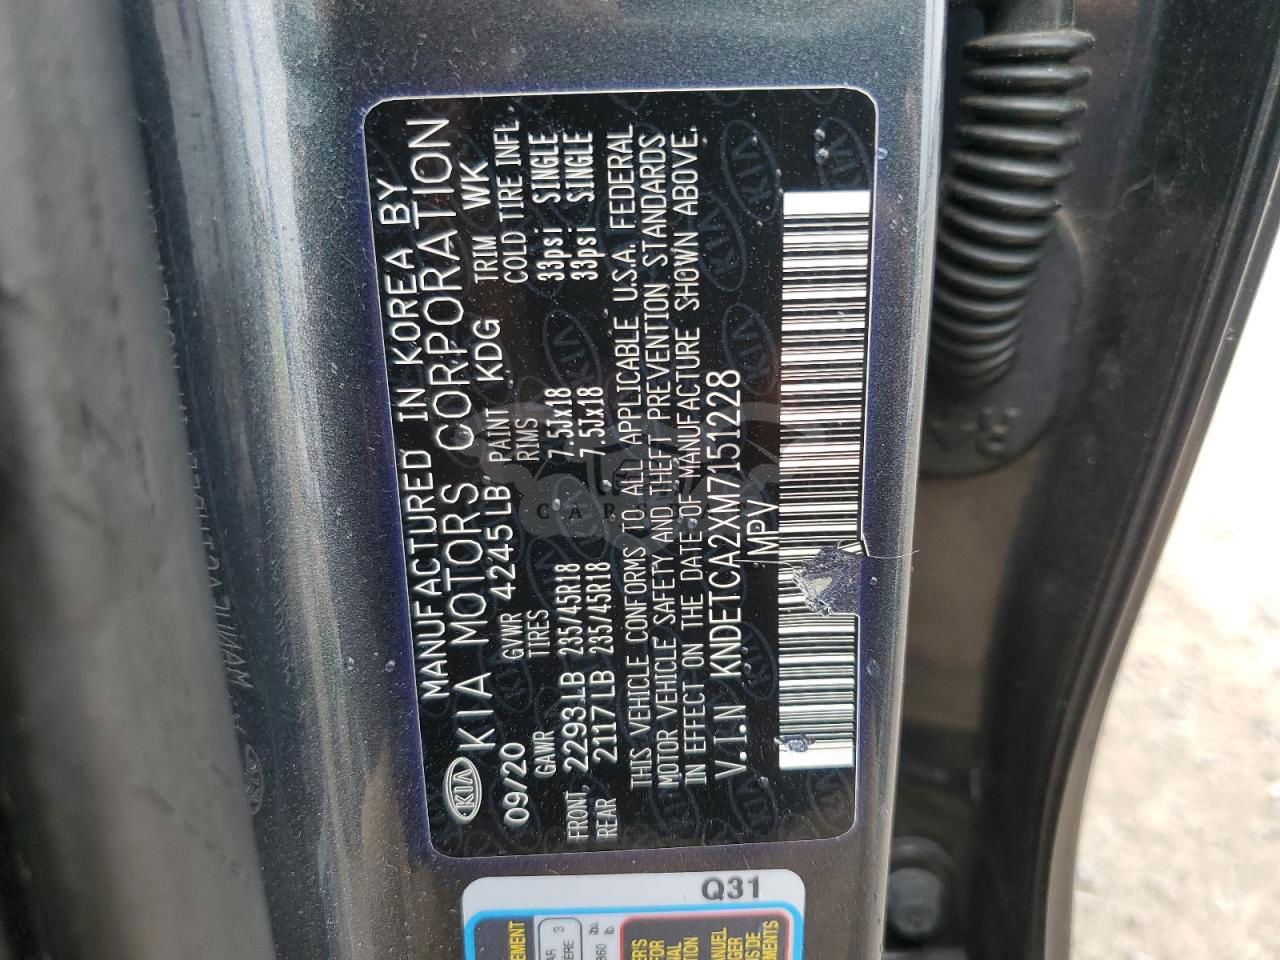 MANUFACTURED IN KOREA BY
KIA KIA MOTORS CORPORATION
09/20 GVWR 4245LB PAINT KDG TRIM WK
GAWR TIRES RIMS COLD TIRE INFL
FRONT, 2293LB 235/45R18 7.5Jx18 33psi SINGLE
REAR 2117LB 235/45R18 7.5Jx18 33psi SINGLE
THIS VEHICLE CONFORMS TO ALL APPLICABLE U.S.A. FEDERAL
MOTOR VEHICLE SAFETY AND THEFT PREVENTION STANDARDS
IN EFFECT ON THE DATE OF MANUFACTURE SHOWN ABOVE.
V.I.N KNDETCA2XM7151228
MPV
Q31